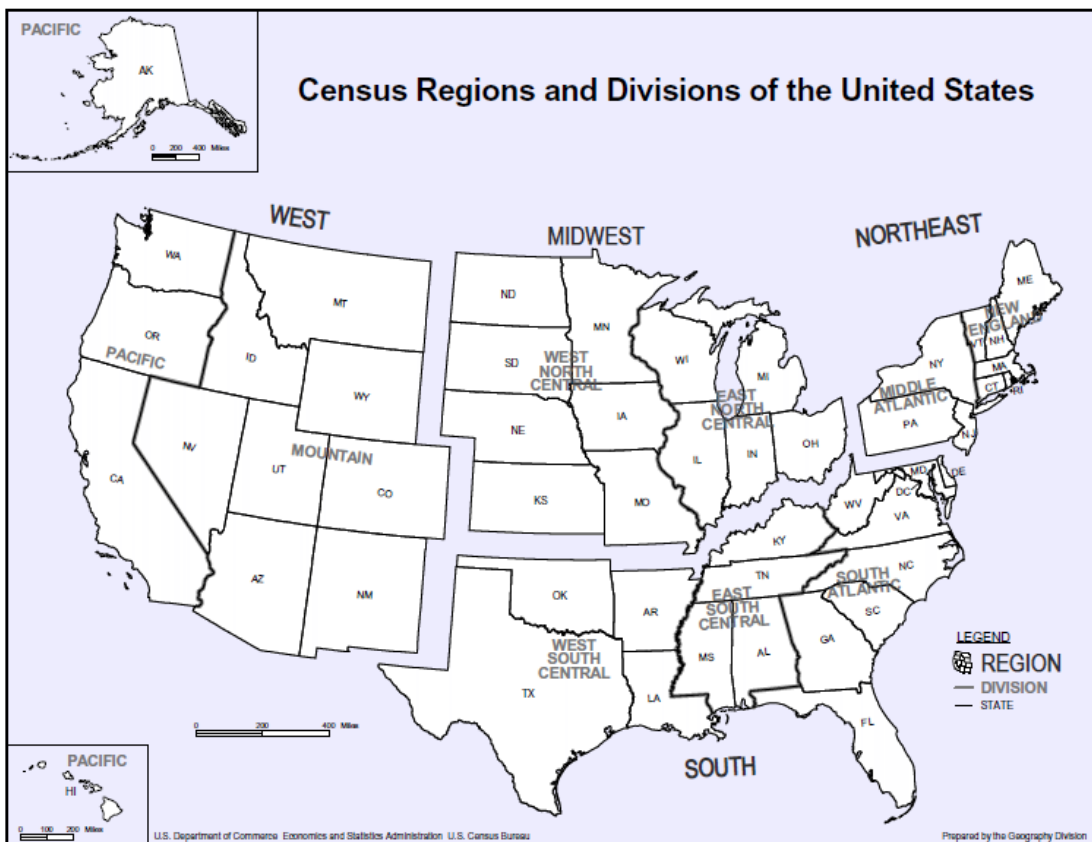 PACIFIC
AK
0 200 400 Miles
Census Regions and Divisions of the United States
WEST
MIDWEST
NORTHEAST
WA
MT
ND
MN
ME
OR
ID
SD
WI
MI
NY
VT
NH
NEW
ENGLAND
MA
CT
RI
PACIFIC
WY
WEST
NORTH
CENTRAL
EAST
NORTH
CENTRAL
MIDDLE
ATLANTIC
PA
NJ
NV
UT
MOUNTAIN
CO
NE
IA
IL
IN
OH
CA
KS
MO
WV
MD
DE
DC
VA
KY
AZ
NM
OK
AR
TN
NC
SOUTH
ATLANTIC
SC
EAST
SOUTH
CENTRAL
MS
AL
GA
WEST
SOUTH
CENTRAL
TX
LA
FL
SOUTH
LEGEND
REGION
DIVISION
STATE
0 200 400 Miles
PACIFIC
HI
0 100 200 Miles
U.S. Department of Commerce Economics and Statistics Administration U.S. Census Bureau
Prepared by the Geography Division